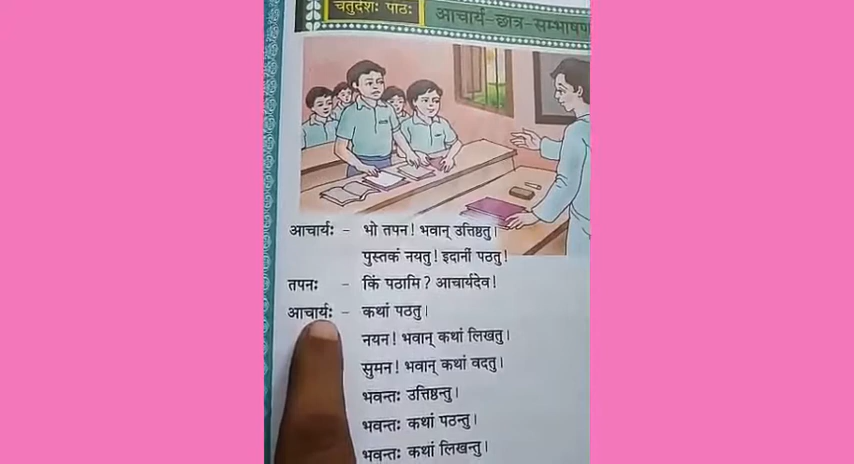 चतुर्दशः पाठः
आचार्य-छात्र-सम्भाषण
आचार्यः - भो तपन! भवान् उत्तिष्ठतु।
पुस्तकं नयतु! इदानीं पठतु!
तपनः - किं पठामि? आचार्यदेव!
आचार्यः - कथां पठतु।
नयन! भवान् कथां लिखतु।
सुमन! भवान् कथां वदतु।
भवन्तः उत्तिष्ठन्तु।
भवन्तः कथां पठन्तु।
भवन्तः कथां लिखन्तु।